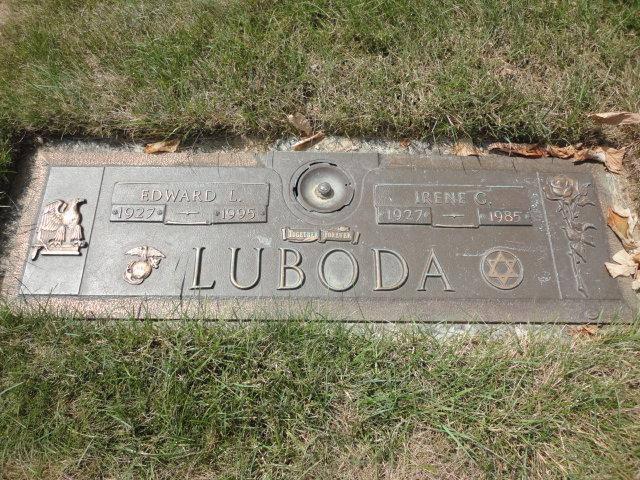 EDWARD L.
1927 1995
IRENE G.
1927 1985
TOGETHER FOREVER
LUBODA